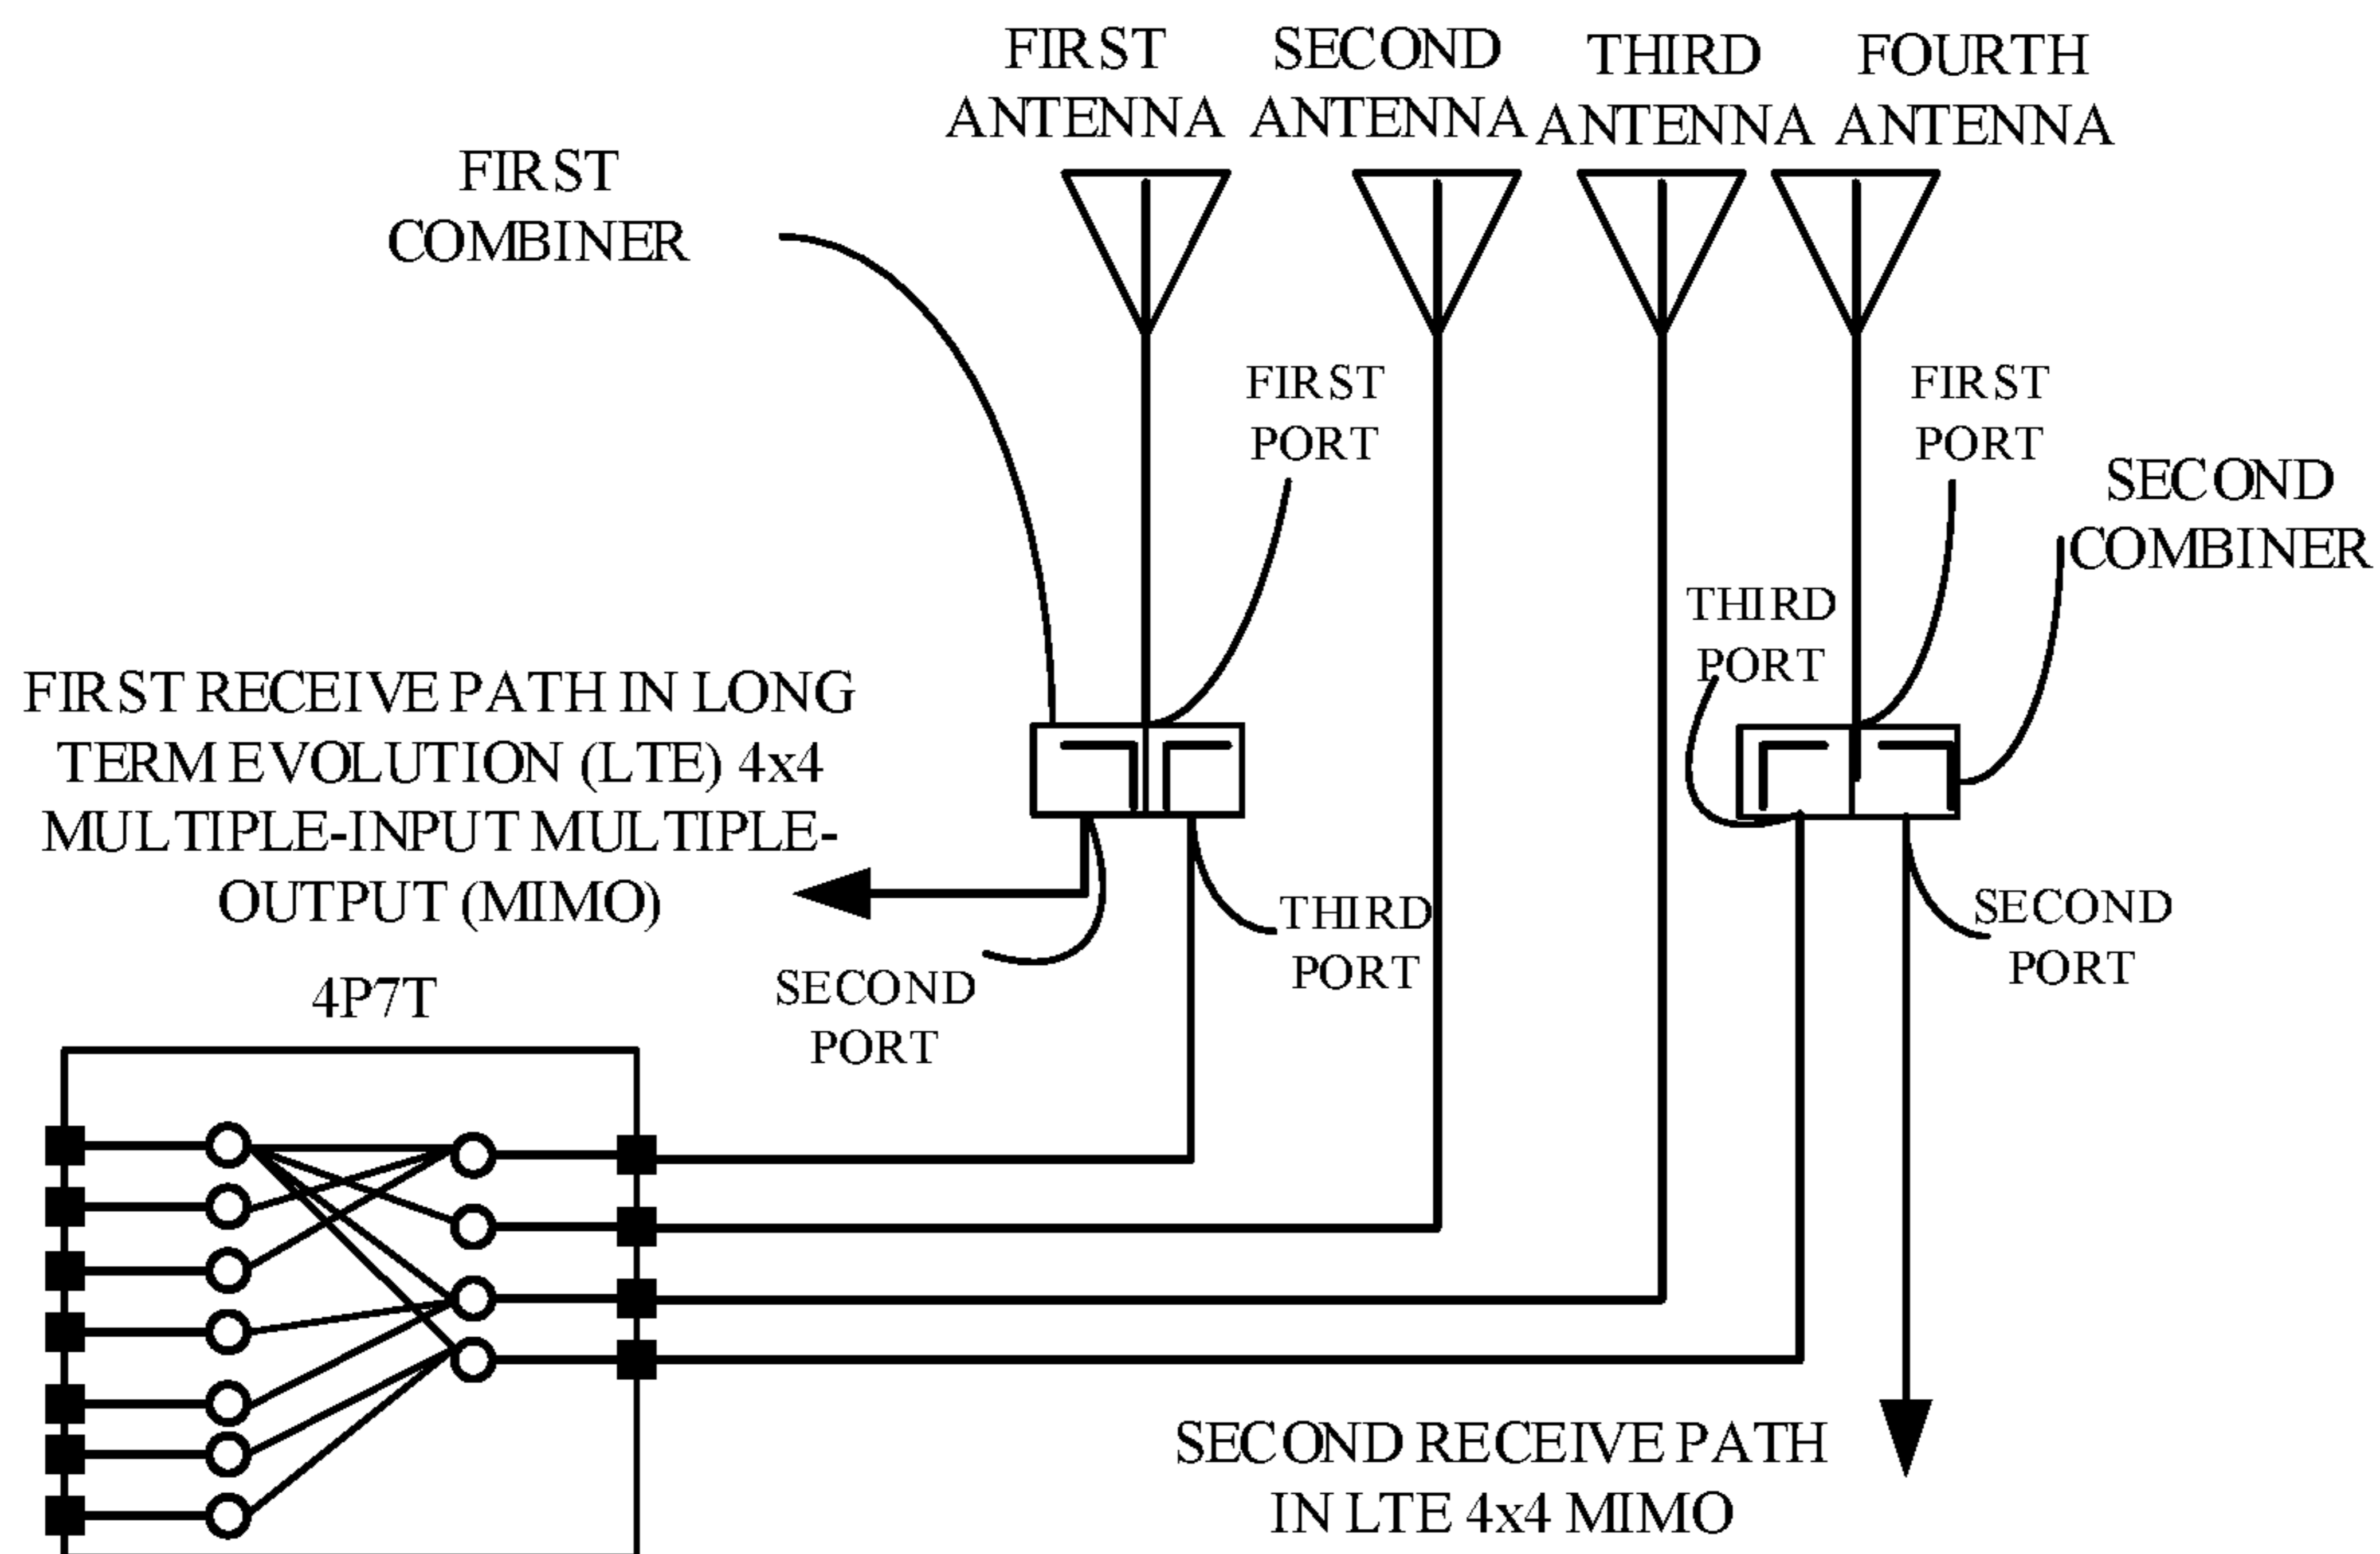 FIRST
ANTENNA
SECOND
ANTENNA
THIRD
ANTENNA
FOURTH
ANTENNA
FIRST
COMBINER
FIRST
PORT
FIRST
PORT
SECOND
COMBINER
THIRD
PORT
FIRST RECEIVE PATH IN LONG
TERM EVOLUTION (LTE) 4x4
MULTIPLE-INPUT MULTIPLE-
OUTPUT (MIMO)
SECOND
PORT
THIRD
PORT
SECOND
PORT
4P7T
SECOND RECEIVE PATH
IN LTE 4x4 MIMO